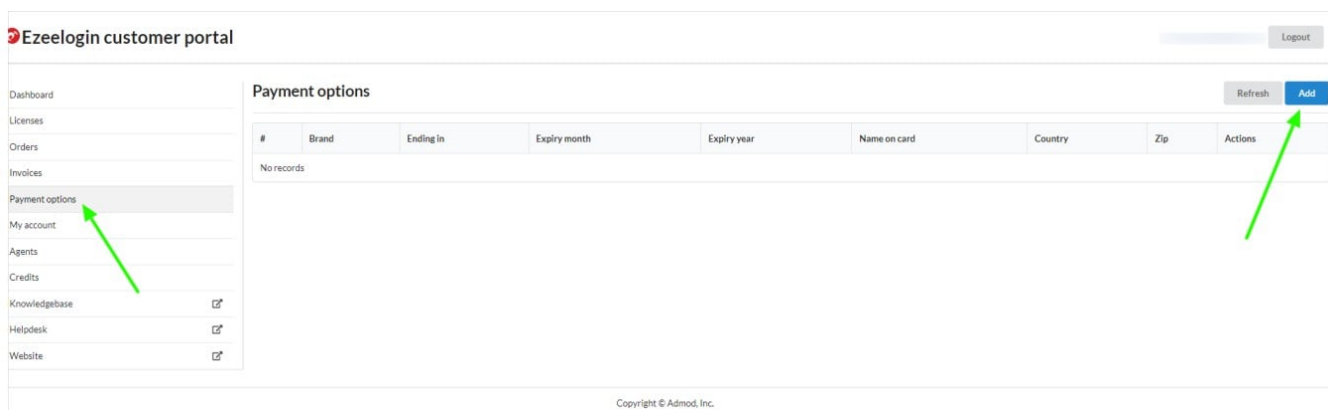 Ezeelogin customer portal
Logout
Dashboard
Licenses
Orders
Invoices
Payment options
My account
Agents
Credits
Knowledgebase
Helpdesk
Website
Payment options
Refresh Add
# Brand Ending in Expiry month Expiry year Name on card Country Zip Actions
No records
Copyright © Admod, Inc.